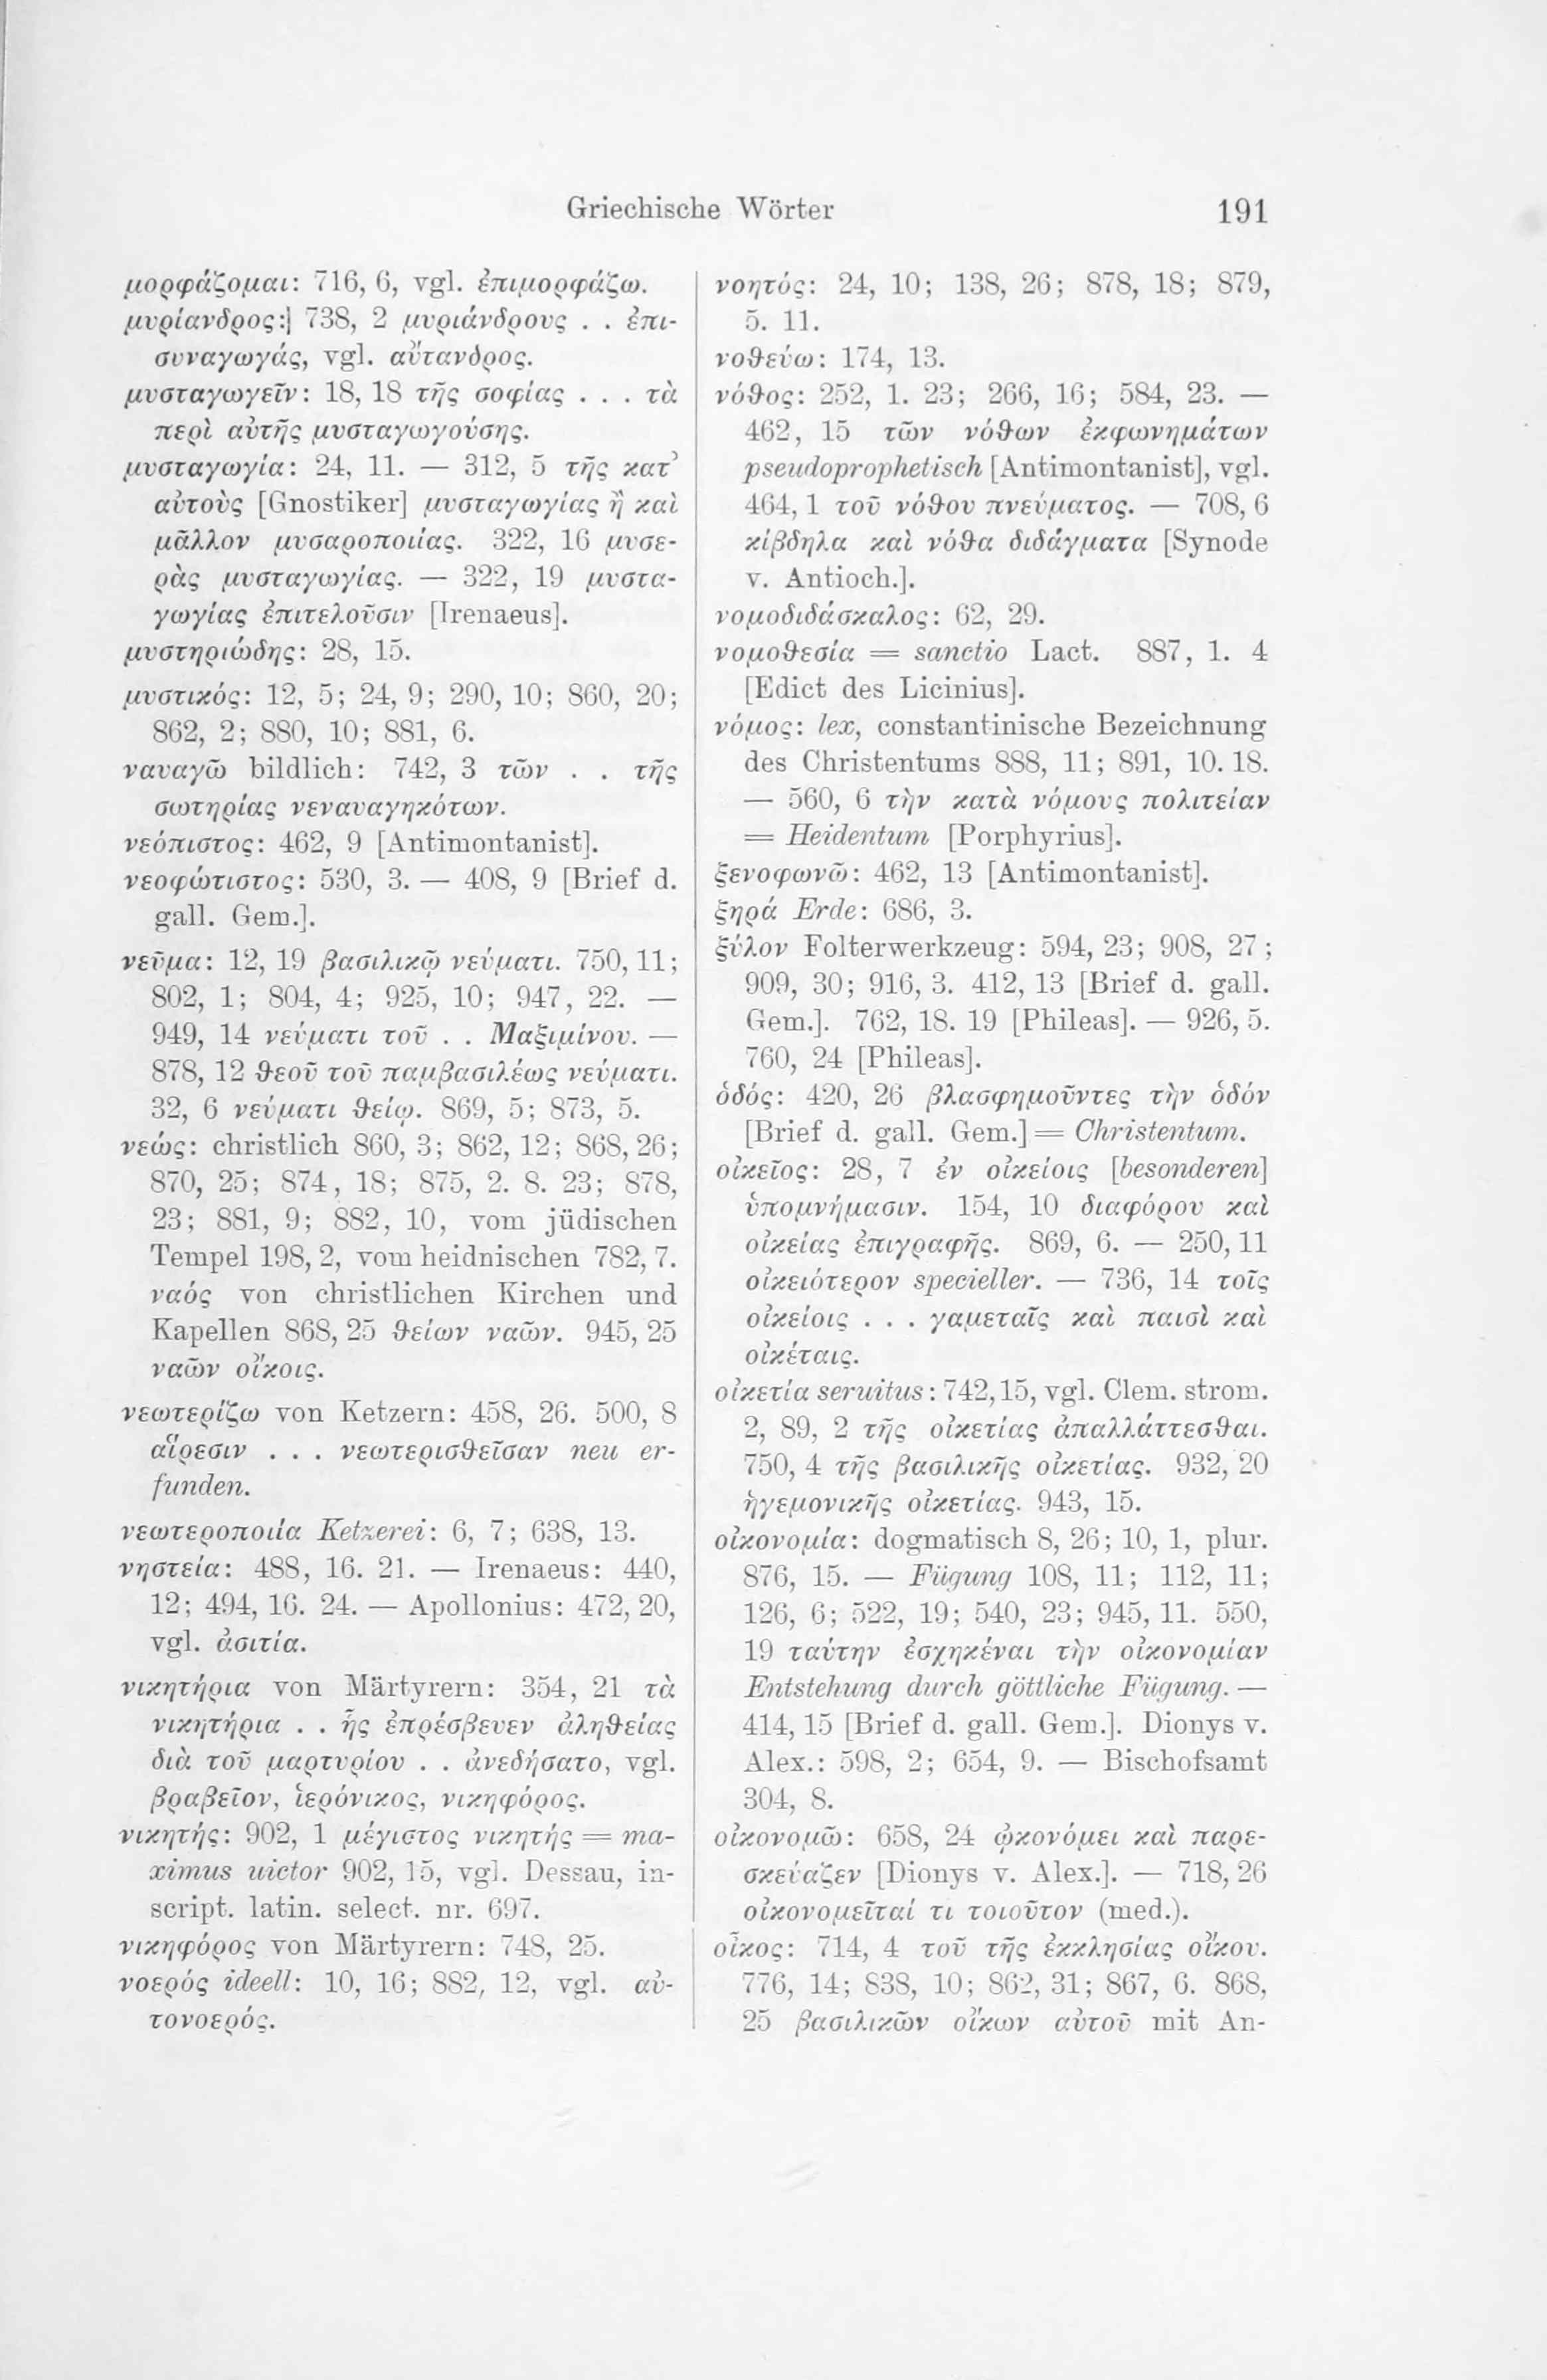 Griechische Wörter 191
μορφάζομαι: 716, 6, vgl. ἐπιμορφάζω.
μυρίανδρος:] 738, 2 μυριάνδρους . . ἐπι-
συναγωγάς, vgl. αὔτανδρος.
μυσταγωγεῖν: 18, 18 τῆς σοφίας . . . τὰ
περὶ αὐτῆς μυσταγωγούσης.
μυσταγωγία: 24, 11. — 312, 5 τῆς κατ’
αὐτοὺς [Gnostiker] μυσταγωγίας ἢ καὶ
μᾶλλον μυσαροποιίας. 322, 16 μυσε-
ρὰς μυσταγωγίας. — 322, 19 μυστα-
γωγίας ἐπιτελοῦσιν [Irenaeus].
μυστηριώδης: 28, 15.
μυστικός: 12, 5; 24, 9; 290, 10; 860, 20;
862, 2; 880, 10; 881, 6.
ναυαγῶ bildlich: 742, 3 τῶν . . τῆς
σωτηρίας νεναυαγηκότων.
νεόπιστος: 462, 9 [Antimontanist].
νεοφώτιστος: 530, 3. — 408, 9 [Brief d.
gall. Gem.].
νεῦμα: 12, 19 βασιλικῷ νεύματι. 750, 11;
802, 1; 804, 4; 925, 10; 947, 22. —
949, 14 νεύματι τοῦ . . Μαξιμίνου. —
878, 12 θεοῦ τοῦ παμβασιλέως νεύματι.
32, 6 νεύματι θείῳ. 869, 5; 873, 5.
νεώς: christlich 860, 3; 862, 12; 868, 26;
870, 25; 874, 18; 875, 2. 8. 23; 878,
23; 881, 9; 882, 10, vom jüdischen
Tempel 198, 2, vom heidnischen 782, 7.
ναός von christlichen Kirchen und
Kapellen 868, 25 θείων ναῶν. 945, 25
ναῶν οἴκοις.
νεωτερίζω von Ketzern: 458, 26. 500, 8
αἵρεσιν . . . νεωτερισθεῖσαν neu er-
funden.
νεωτεροποιία Ketzerei: 6, 7; 638, 13.
νηστεία: 488, 16. 21. — Irenaeus: 440,
12; 494, 16. 24. — Apollonius: 472, 20,
vgl. ἀσιτία.
νικητήρια von Märtyrern: 354, 21 τὰ
νικητήρια . . ἧς ἐπρέσβευεν ἀληθείας
διὰ τοῦ μαρτυρίου . . ἀνεδήσατο, vgl.
βραβεῖον, ἱερόνικος, νικηφόρος.
νικητής: 902, 1 μέγιστος νικητής = ma-
ximus uictor 902, 15, vgl. Dessau, in-
script. latin. select. nr. 697.
νικηφόρος von Märtyrern: 748, 25.
νοερός ideell: 10, 16; 882, 12, vgl. αὐ-
τονοερός.
νοητός: 24, 10; 138, 26; 878, 18; 879,
5. 11.
νοθεύω: 174, 13.
νόθος: 252, 1. 23; 266, 16; 584, 23. —
462, 15 τῶν νόθων ἐκφωνημάτων
pseudoprophetisch [Antimontanist], vgl.
464, 1 τοῦ νόθου πνεύματος. — 708, 6
κίβδηλα καὶ νόθα διδάγματα [Synode
v. Antioch.].
νομοδιδάσκαλος: 62, 29.
νομοθεσία = sanctio Lact. 887, 1. 4
[Edict des Licinius].
νόμος: lex, constantinische Bezeichnung
des Christentums 888, 11; 891, 10. 18.
— 560, 6 τὴν κατὰ νόμους πολιτείαν
= Heidentum [Porphyrius].
ξενοφωνῶ: 462, 13 [Antimontanist].
ξηρά Erde: 686, 3.
ξύλον Folterwerkzeug: 594, 23; 908, 27;
909, 30; 916, 3. 412, 13 [Brief d. gall.
Gem.]. 762, 18. 19 [Phileas]. — 926, 5.
760, 24 [Phileas].
ὁδός: 420, 26 βλασφημοῦντες τὴν ὁδόν
[Brief d. gall. Gem.] = Christentum.
οἰκεῖος: 28, 7 ἐν οἰκείοις [besonderen]
ὑπομνήμασιν. 154, 10 διαφόρου καὶ
οἰκείας ἐπιγραφῆς. 869, 6. — 250, 11
οἰκειότερον specieller. — 736, 14 τοῖς
οἰκείοις . . . γαμεταῖς καὶ παισὶ καὶ
οἰκέταις.
οἰκετία seruitus: 742, 15, vgl. Clem. strom.
2, 89, 2 τῆς οἰκετίας ἀπαλλάττεσθαι.
750, 4 τῆς βασιλικῆς οἰκετίας. 932, 20
ἡγεμονικῆς οἰκετίας. 943, 15.
οἰκονομία: dogmatisch 8, 26; 10, 1, plur.
876, 15. — Fügung 108, 11; 112, 11;
126, 6; 522, 19; 540, 23; 945, 11. 550,
19 ταύτην ἐσχηκέναι τὴν οἰκονομίαν
Entstehung durch göttliche Fügung. —
414, 15 [Brief d. gall. Gem.]. Dionys v.
Alex.: 598, 2; 654, 9. — Bischofsamt
304, 8.
οἰκονομῶ: 658, 24 ᾠκονόμει καὶ παρε-
σκεύαζεν [Dionys v. Alex.]. — 718, 26
οἰκονομεῖταί τι τοιοῦτον (med.).
οἶκος: 714, 4 τοῦ τῆς ἐκκλησίας οἴκου.
776, 14; 838, 10; 862, 31; 867, 6. 868,
25 βασιλικῶν οἴκων αὐτοῦ mit An-